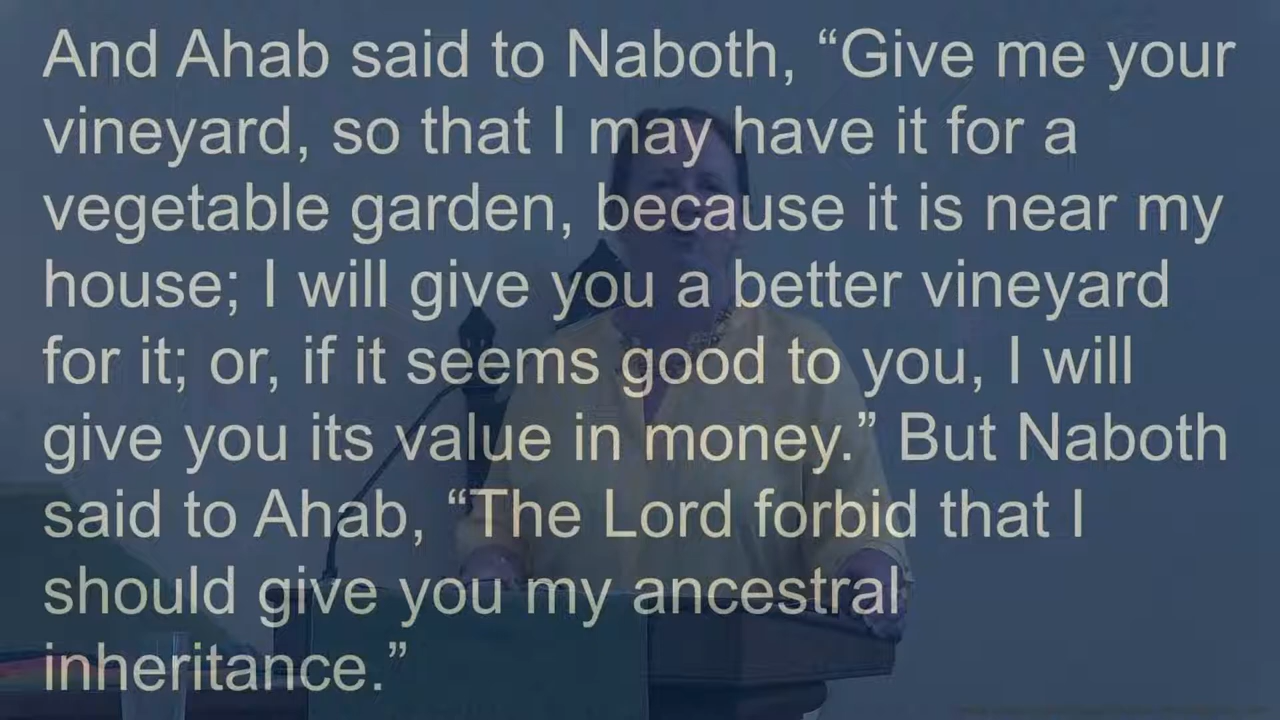 And Ahab said to Naboth, “Give me your
vineyard, so that I may have it for a
vegetable garden, because it is near my
house; I will give you a better vineyard
for it; or, if it seems good to you, I will
give you its value in money.” But Naboth
said to Ahab, “The Lord forbid that I
should give you my ancestral
inheritance.”